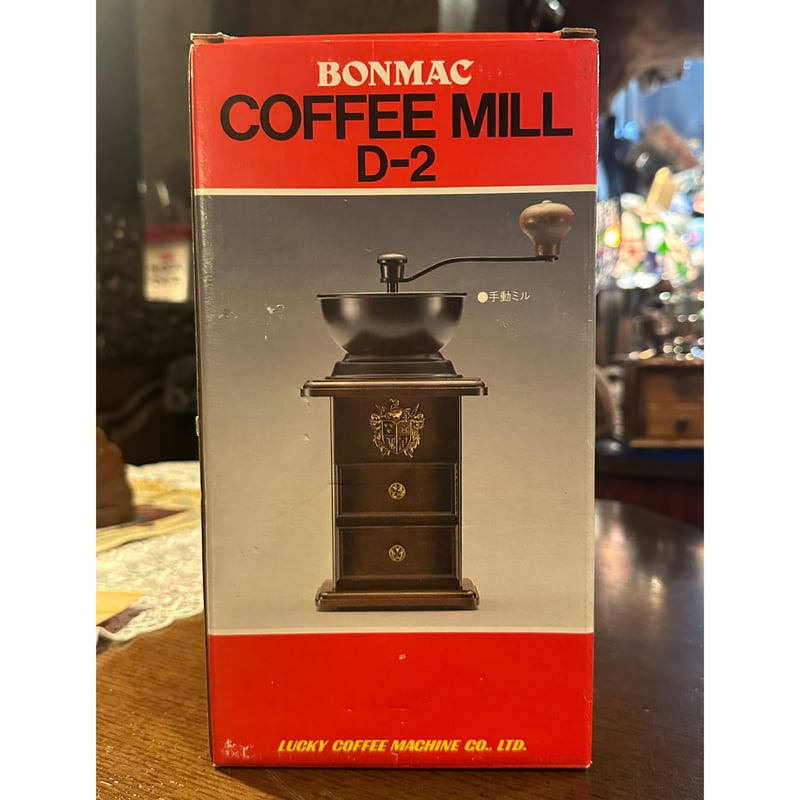 BONMAC
COFFEE MILL
D-2
●手動ミル
LUCKY COFFEE MACHINE CO., LTD.